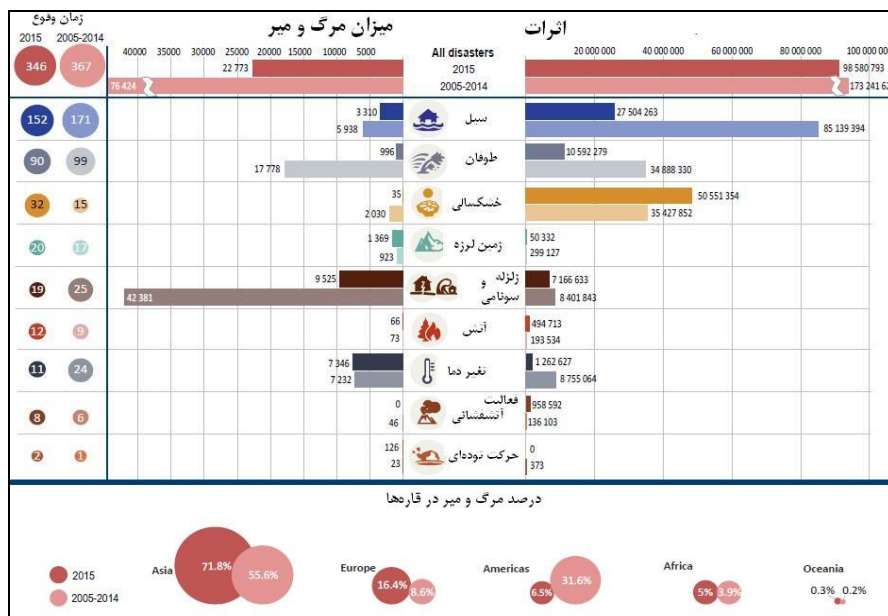 زمان وقوع
2015 2005-2014
346 367
میزان مرگ و میر
40000 35000 30000 25000 20000 15000 10000 5000
اثرات
20 000 000 40 000 000 60 000 000 80 000 000 100 000 00
All disasters
22 773 2015 98 580 793
76 424 2005-2014 173 241 62
152 171
3 310 27 504 263
سیل
5 938 85 139 394
90 99
996 10 592 279
طوفان
17 778 34 888 330
32 15
35 50 551 354
خشکسالی
2 030 35 427 852
20 17
1 369 50 332
زمین لرزه
923 299 127
19 25
9 525 7 166 633
زلزله و
سونامی
42 381 8 401 843
12 9
66 494 713
آتش
73 193 534
11 24
7 346 1 262 627
تغیر دما
7 232 8 755 064
8 6
0 958 592
فعالیت
آتشفشانی
46 136 103
2 1
126 0
حرکت توده‌ای
23 373
درصد مرگ و میر در قاره‌ها
2015
2005-2014
Asia 71.8% 55.6%
Europe 16.4% 8.6%
Americas 6.5% 31.6%
Africa 5% 3.9%
Oceania
0.3% 0.2%